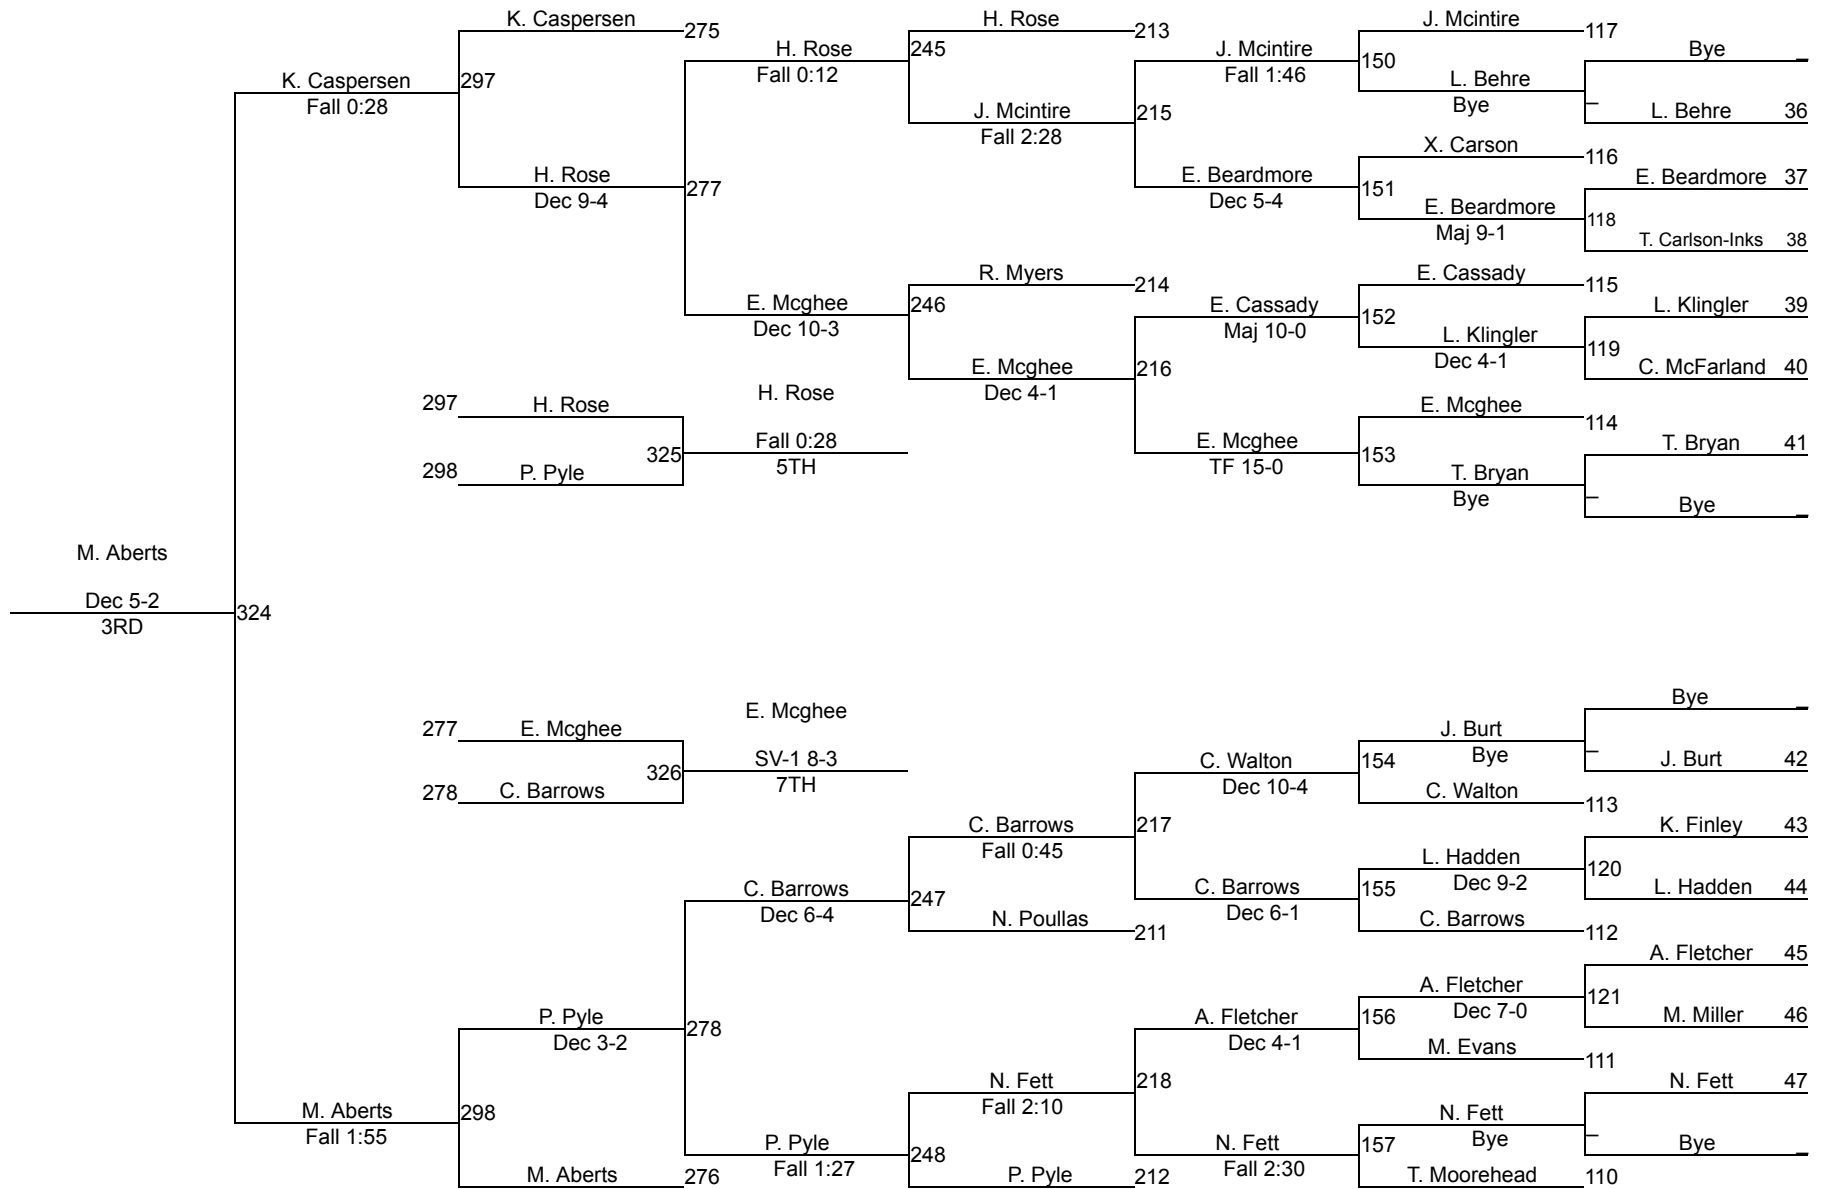 K. Caspersen 275
H. Rose 213
J. Mcintire 117
H. Rose 245
Fall 0:12
J. Mcintire 150
Fall 1:46
Bye _
K. Caspersen 297
Fall 0:28
L. Behre
Bye _
L. Behre 36
J. Mcintire 215
Fall 2:28
X. Carson 116
H. Rose 277
Dec 9-4
E. Beardmore 151
Dec 5-4
E. Beardmore 37
E. Beardmore 118
Maj 9-1
T. Carlson-Inks 38
R. Myers 214
E. Cassady 115
E. Mcghee 246
Dec 10-3
E. Cassady 152
Maj 10-0
L. Klingler 39
L. Klingler 119
Dec 4-1
C. McFarland 40
E. Mcghee 216
Dec 4-1
H. Rose
297 H. Rose
E. Mcghee 114
325 Fall 0:28
5TH
E. Mcghee 153
TF 15-0
T. Bryan 41
298 P. Pyle
T. Bryan
Bye _
Bye _
M. Aberts
Dec 5-2 324
3RD
Bye _
E. Mcghee
277 E. Mcghee
J. Burt
Bye _
326 SV-1 8-3
7TH
C. Walton 154
Dec 10-4
J. Burt 42
278 C. Barrows
C. Walton 113
C. Barrows 217
Fall 0:45
K. Finley 43
L. Hadden 120
Dec 9-2
C. Barrows 247
Dec 6-4
C. Barrows 155
Dec 6-1
L. Hadden 44
N. Poullas 211
C. Barrows 112
A. Fletcher 45
A. Fletcher 121
Dec 7-0
P. Pyle 278
Dec 3-2
A. Fletcher 156
Dec 4-1
M. Miller 46
M. Evans 111
N. Fett 218
Fall 2:10
N. Fett 47
M. Aberts 298
Fall 1:55
N. Fett
Bye _
P. Pyle 248
Fall 1:27
N. Fett 157
Fall 2:30
Bye _
M. Aberts 276
P. Pyle 212
T. Moorehead 110